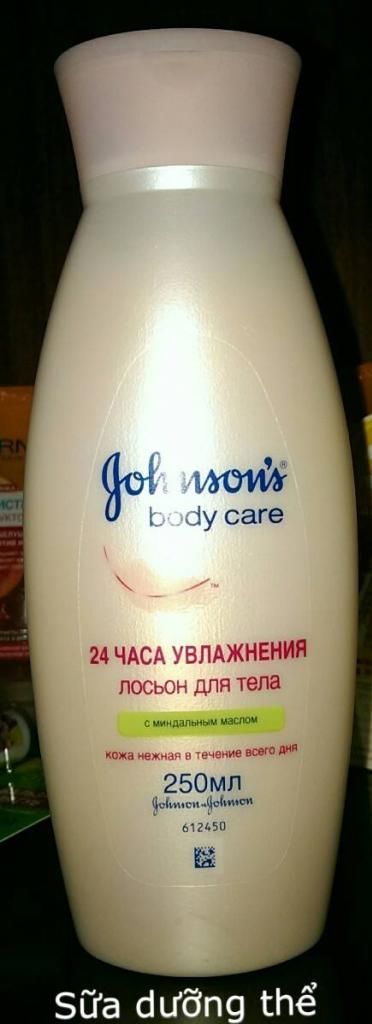 Johnson's®
body care
™
24 ЧАСА УВЛАЖНЕНИЯ
ЛОСЬОН ДЛЯ ТЕЛА
С МИНДАЛЬНЫМ МАСЛОМ
КОЖА НЕЖНАЯ В ТЕЧЕНИЕ ВСЕГО ДНЯ
250МЛ
Johnson & Johnson
612450
Sữa dưỡng thể